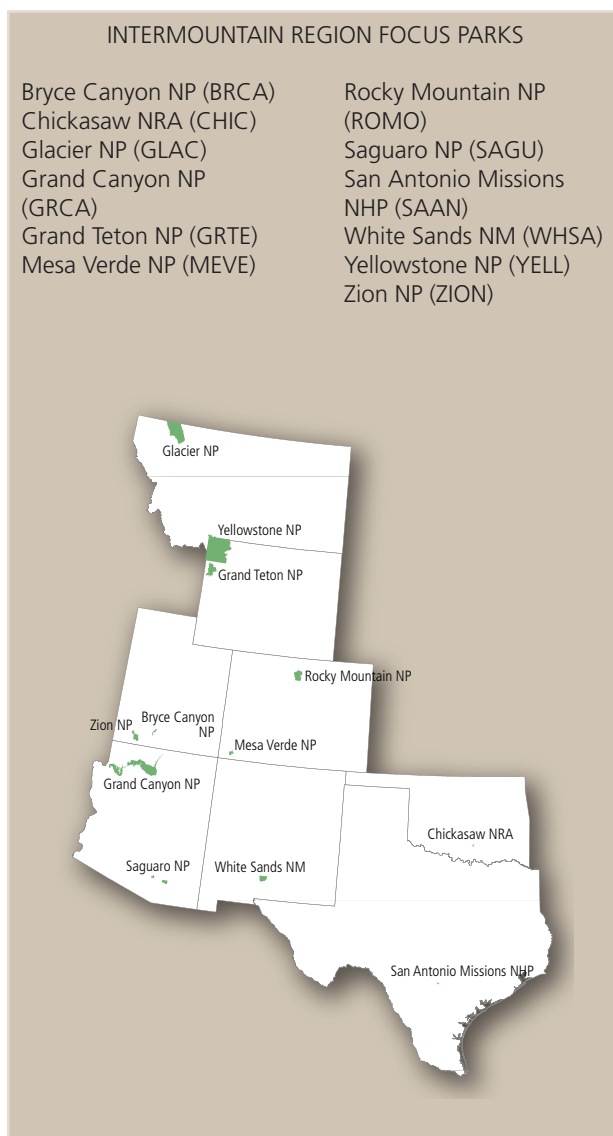 INTERMOUNTAIN REGION FOCUS PARKS
Bryce Canyon NP (BRCA)
Chickasaw NRA (CHIC)
Glacier NP (GLAC)
Grand Canyon NP
(GRCA)
Grand Teton NP (GRTE)
Mesa Verde NP (MEVE)
Rocky Mountain NP
(ROMO)
Saguaro NP (SAGU)
San Antonio Missions
NHP (SAAN)
White Sands NM (WHSA)
Yellowstone NP (YELL)
Zion NP (ZION)
Glacier NP
Yellowstone NP
Grand Teton NP
Rocky Mountain NP
Zion NP
Bryce Canyon
NP
Mesa Verde NP
Grand Canyon NP
Chickasaw NRA
Saguaro NP
White Sands NM
San Antonio Missions NHP